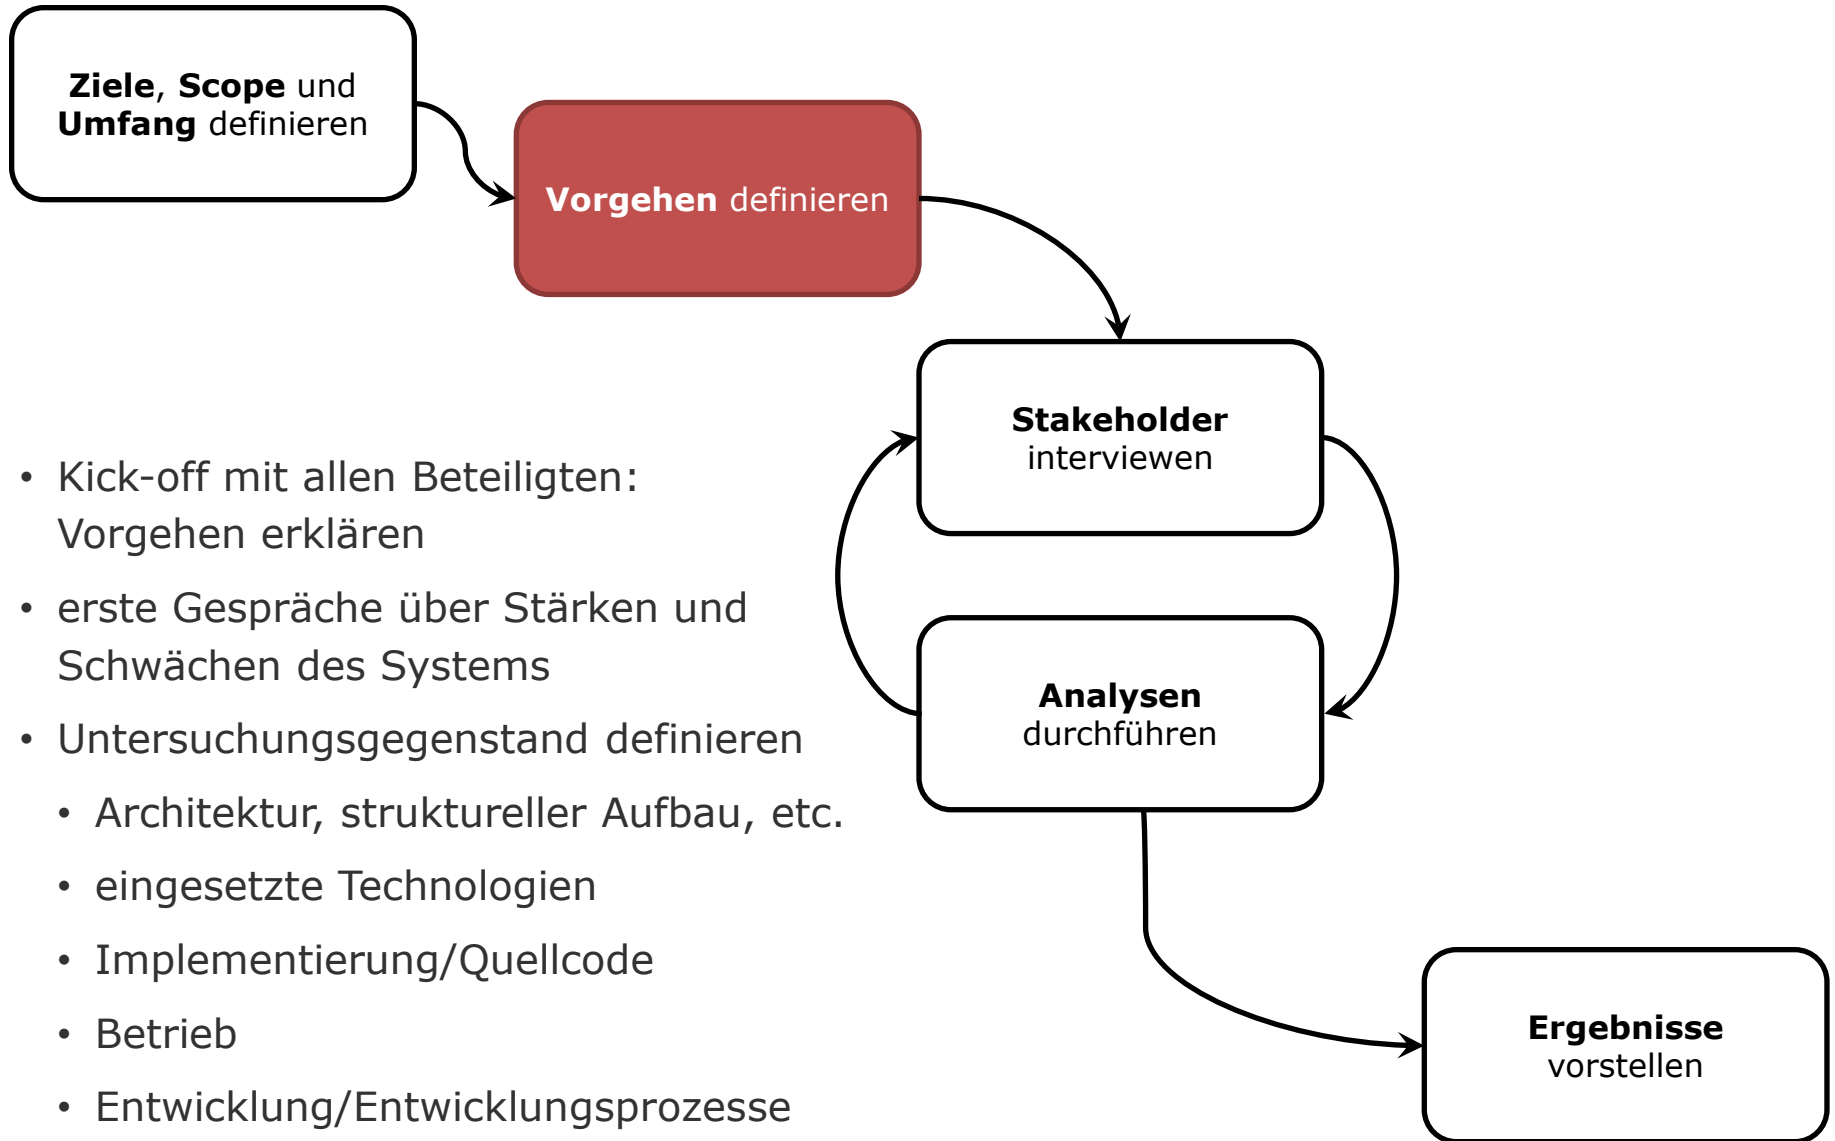 Ziele, Scope und
Umfang definieren
Vorgehen definieren
Stakeholder
interviewen
Analysen
durchführen
Ergebnisse
vorstellen
• Kick-off mit allen Beteiligten:
Vorgehen erklären
• erste Gespräche über Stärken und
Schwächen des Systems
• Untersuchungsgegenstand definieren
• Architektur, struktureller Aufbau, etc.
• eingesetzte Technologien
• Implementierung/Quellcode
• Betrieb
• Entwicklung/Entwicklungsprozesse